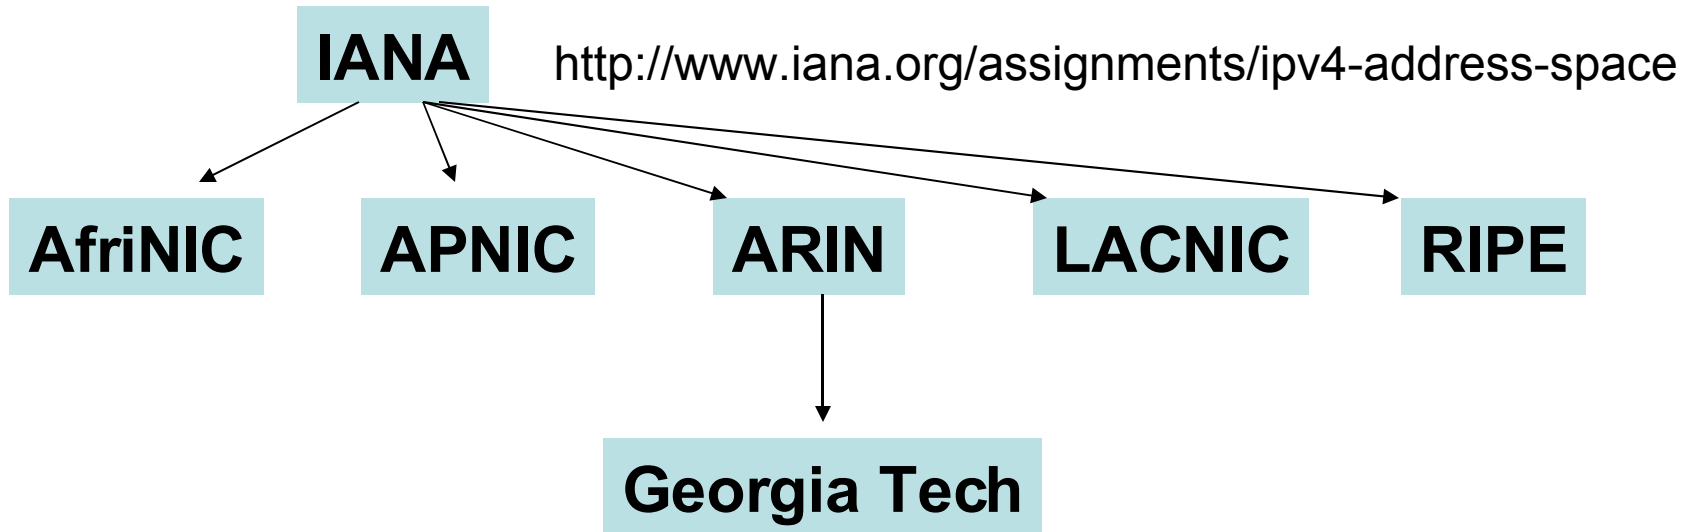 IANA
http://www.iana.org/assignments/ipv4-address-space
AfriNIC
APNIC
ARIN
LACNIC
RIPE
Georgia Tech